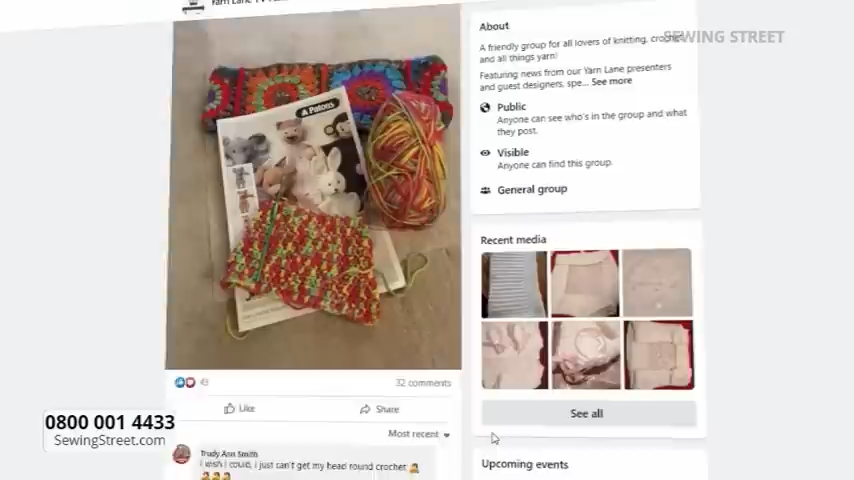 Yarn Lane TV
SEWING STREET
About
A friendly group for all lovers of knitting, crochet
and all things yarn!
Featuring news from our Yarn Lane presenters
and guest designers, spe... See more
Public
Anyone can see who's in the group and what
they post.
Visible
Anyone can find this group.
General group
Patons
Recent media
See all
32 comments
Like
Share
Most recent
Trudy Ann Smith
I wish I could, I just can't get my head round crochet
Upcoming events
0800 001 4433
SewingStreet.com